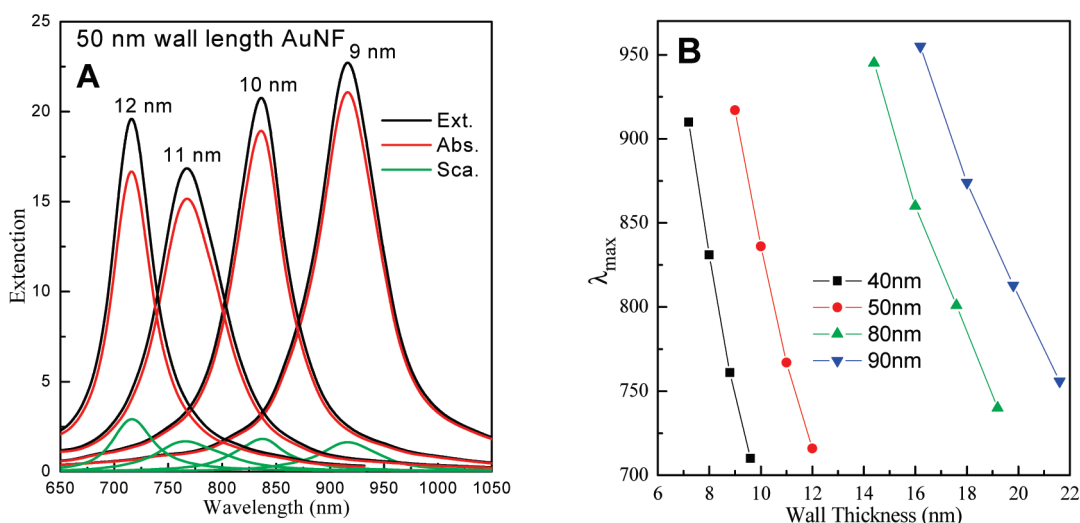 50 nm wall length AuNF
A
12 nm
11 nm
10 nm
9 nm
Ext.
Abs.
Sca.
25
20
15
10
5
0
Extenction
650 700 750 800 850 900 950 1000 1050
Wavelength (nm)
B
950
900
850
800
750
700
λmax
40nm
50nm
80nm
90nm
6 8 10 12 14 16 18 20 22
Wall Thickness (nm)